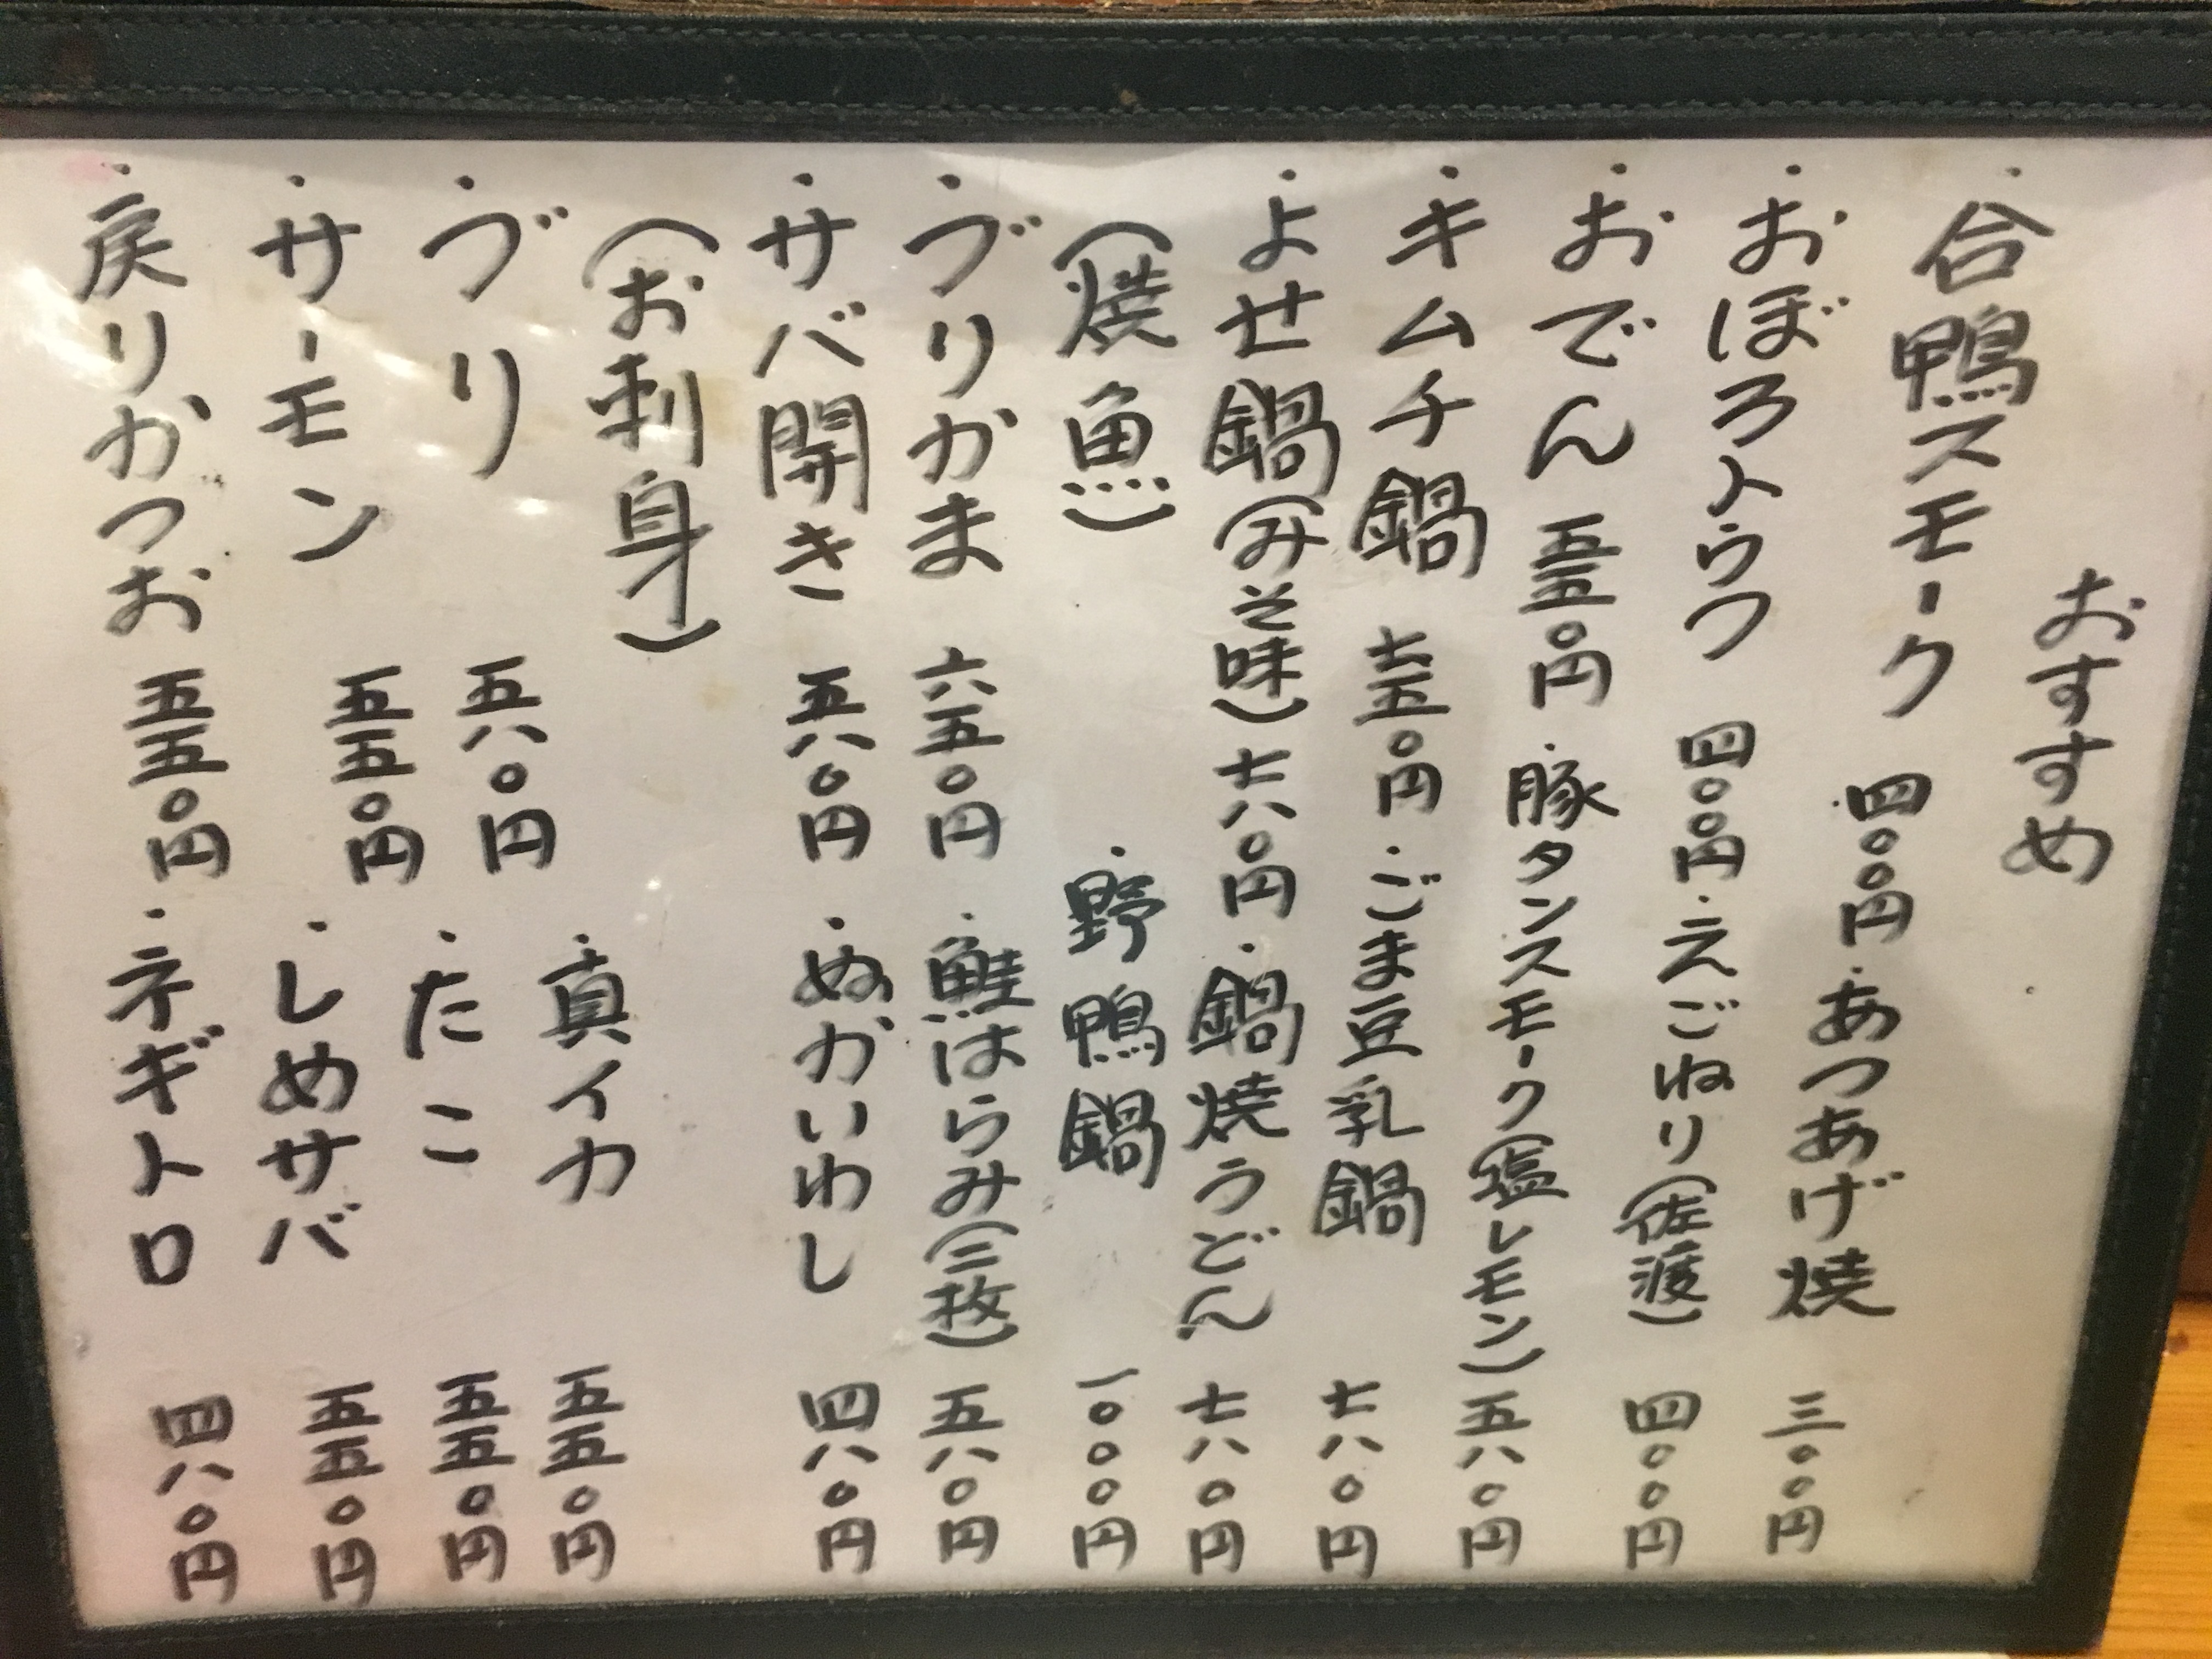 おすすめ
・合鴨スモーク 四〇〇円・あつあげ焼 三〇〇円
・おぼろトウフ 四〇〇円・えごねり(佐渡) 四〇〇円
・おでん 五五〇円・豚タンスモーク(塩レモン) 五八〇円
・キムチ鍋 七五〇円・ごま豆乳鍋 七八〇円
・よせ鍋(みそ味)七八〇円・鍋焼うどん 七八〇円
(焼魚) ・野鴨鍋 一〇〇〇円
・ブリかま 六五〇円・鮭はらみ(三枚) 五八〇円
・サバ開き 五八〇円・ぬかいわし 四八〇円
(お刺身) ・真イカ 五五〇円
・ブリ 五八〇円・たこ 五五〇円
・サーモン 五五〇円・しめサバ 五五〇円
・戻りかつお 五五〇円・ネギトロ 四八〇円